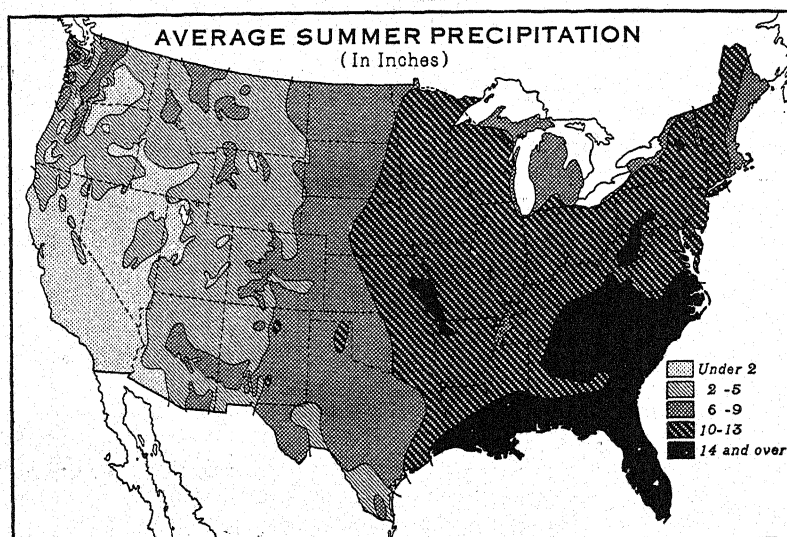 AVERAGE SUMMER PRECIPITATION
(In Inches)
Under 2
2-5
6-9
10-13
14 and over